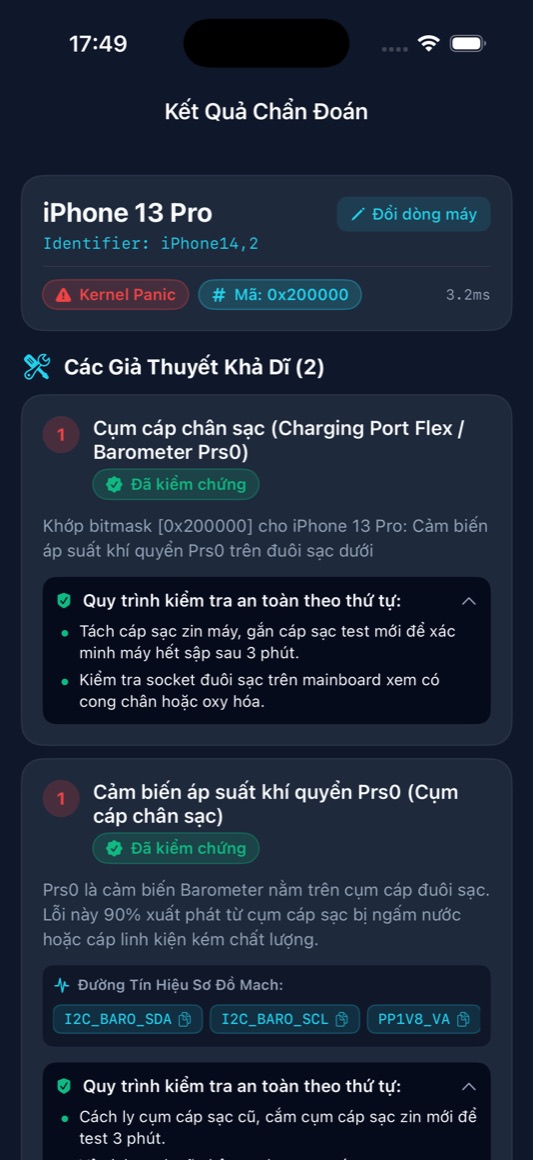 17:49
Kết Quả Chẩn Đoán
iPhone 13 Pro
Đổi dòng máy
Identifier: iPhone14,2
Kernel Panic
# Mã: 0x200000
3.2ms
Các Giả Thuyết Khả Dĩ (2)
1
Cụm cáp chân sạc (Charging Port Flex /
Barometer Prs0)
Đã kiểm chứng
Khớp bitmask [0x200000] cho iPhone 13 Pro: Cảm biến
áp suất khí quyển Prs0 trên đuôi sạc dưới
Quy trình kiểm tra an toàn theo thứ tự:
Tách cáp sạc zin máy, gắn cáp sạc test mới để xác
minh máy hết sập sau 3 phút.
Kiểm tra socket đuôi sạc trên mainboard xem có
cong chân hoặc oxy hóa.
1
Cảm biến áp suất khí quyển Prs0 (Cụm
cáp chân sạc)
Đã kiểm chứng
Prs0 là cảm biến Barometer nằm trên cụm cáp đuôi sạc.
Lỗi này 90% xuất phát từ cụm cáp sạc bị ngấm nước
hoặc cáp linh kiện kém chất lượng.
Đường Tín Hiệu Sơ Đồ Mạch:
I2C_BARO_SDA
I2C_BARO_SCL
PP1V8_VA
Quy trình kiểm tra an toàn theo thứ tự:
Cách ly cụm cáp sạc cũ, cắm cụm cáp sạc zin mới để
test 3 phút.